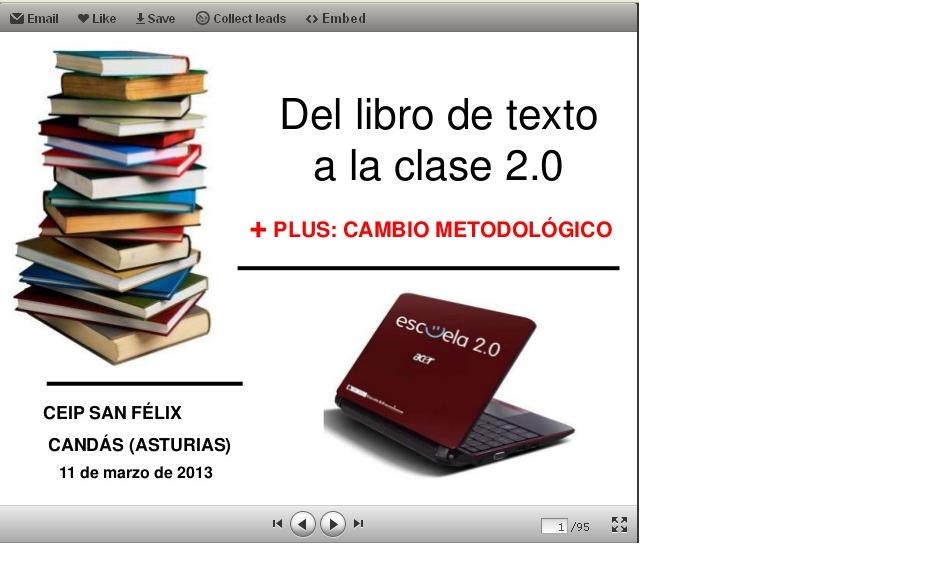 Email Like Save Collect leads Embed
Del libro de texto
a la clase 2.0
+ PLUS: CAMBIO METODOLÓGICO
escuela 2.0
acer
CEIP SAN FÉLIX
CANDÁS (ASTURIAS)
11 de marzo de 2013
1 /95